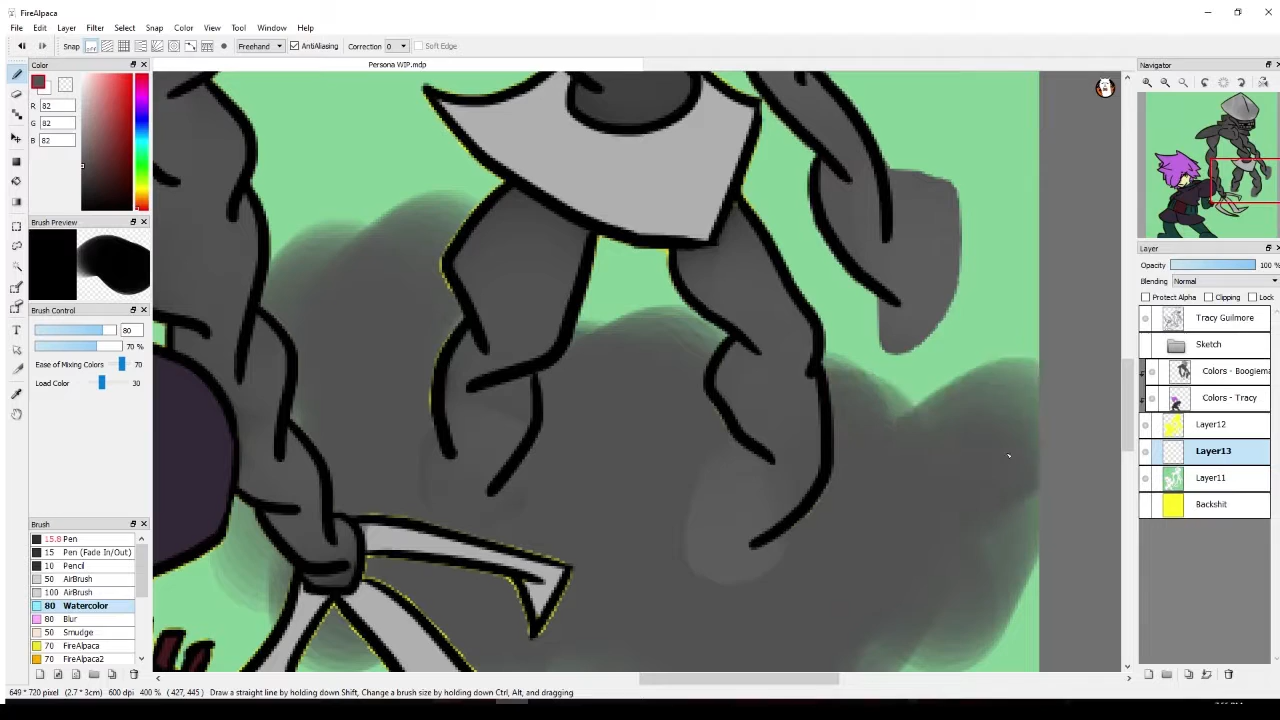 FireAlpaca
File Edit Layer Filter Select Snap Color View Tool Window Help
Snap Freehand AntiAliasing Correction 0 Soft Edge
Color Persona WIP.mdp Navigator
R: 82
G: 82
B: 82
Brush Preview
Layer
Opacity 100 %
Blending Normal
Protect Alpha Clipping Lock
Brush Control
80
70 %
Ease of Mixing Colors 70
Load Color 30
Tracy Guilmore
Sketch
Colors - Boogiema
Colors - Tracy
Layer12
Layer13
Layer11
Backshit
Brush
15.8 Pen
15 Pen (Fade In/Out)
10 Pencil
50 AirBrush
100 AirBrush
80 Watercolor
80 Blur
50 Smudge
70 FireAlpaca
70 FireAlpaca2
649 * 720 pixel (2.7 * 3cm) 600 dpi 400 % ( 427, 445 ) Draw a straight line by holding down Shift, Change a brush size by holding down Ctrl, Alt, and dragging